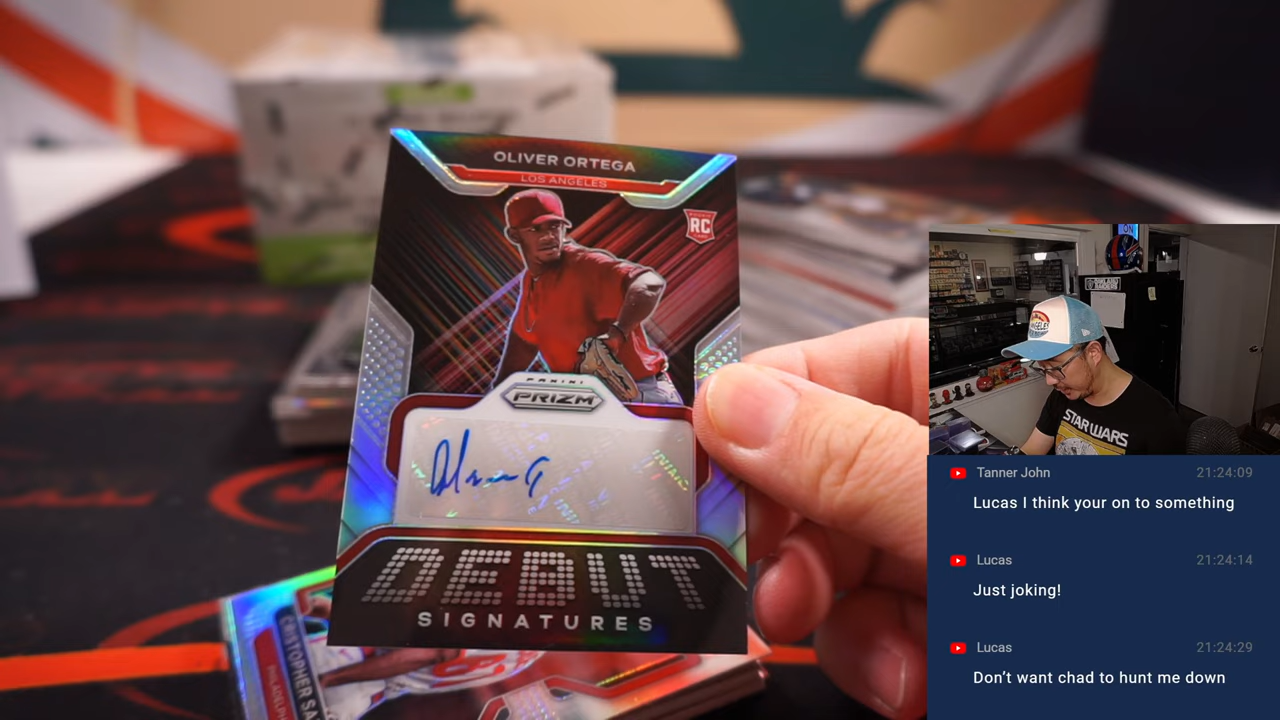 OLIVER ORTEGA
LOS ANGELES
RC
PANINI
PRIZM
DEBUT
SIGNATURES
ON
STAR WARS
Tanner John 21:24:09
Lucas I think your on to something
Lucas 21:24:14
Just joking!
Lucas 21:24:29
Don't want chad to hunt me down